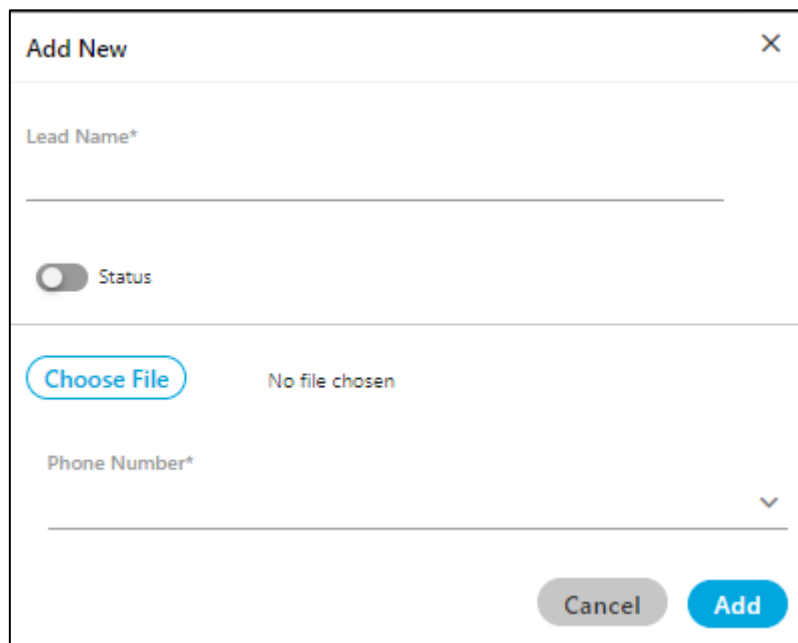 Add New
Lead Name*
Status
Choose File No file chosen
Phone Number*
Cancel Add